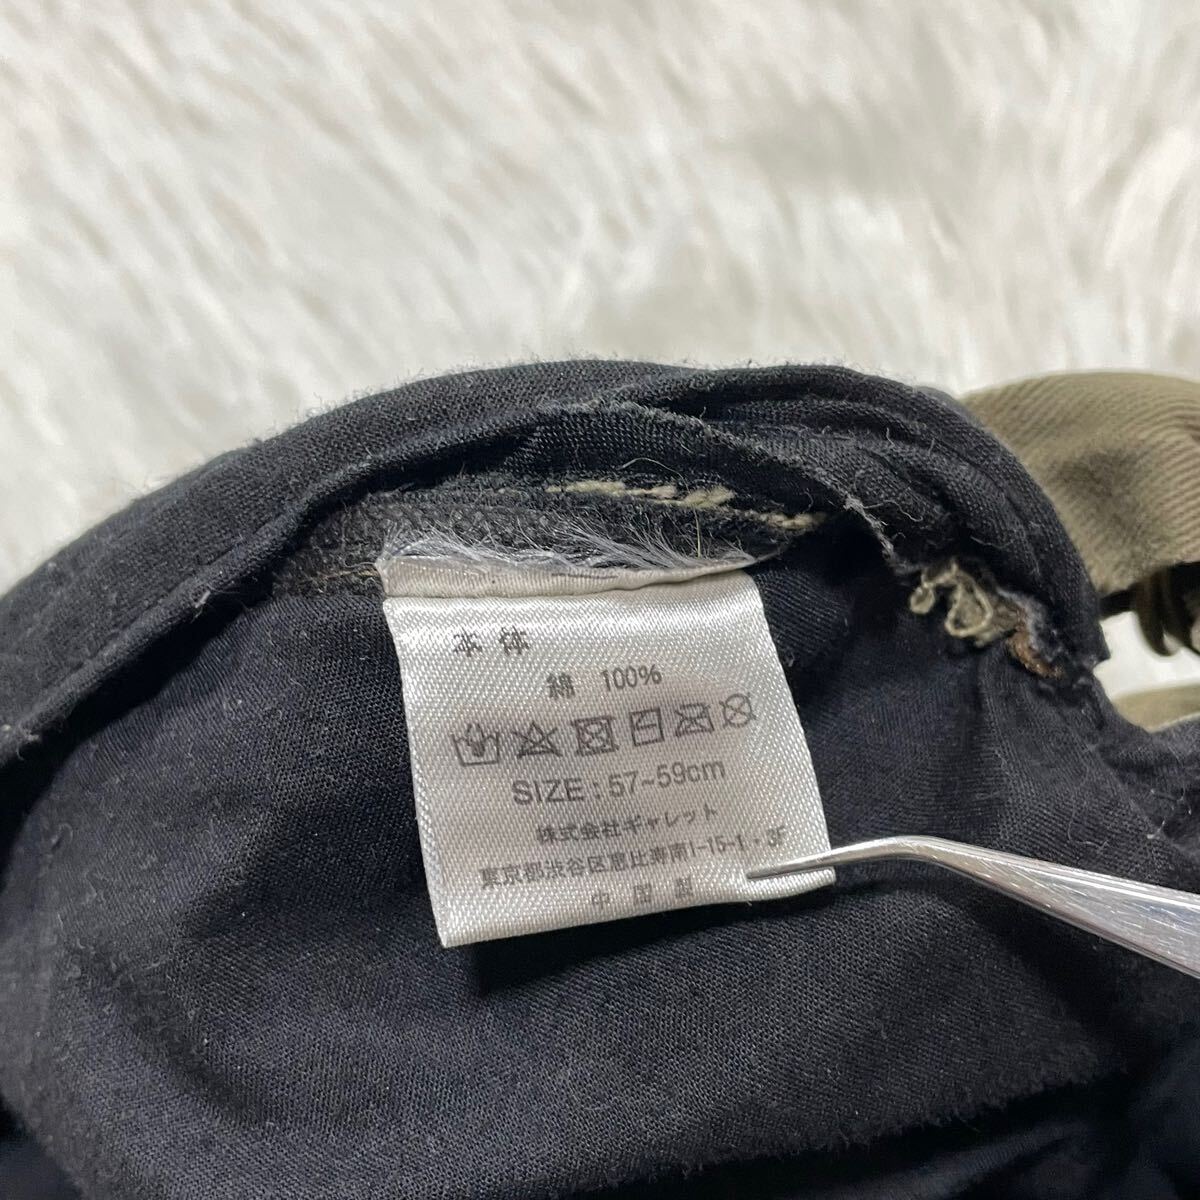 本体
綿 100%
SIZE : 57~59cm
株式会社ギャレット
東京都渋谷区恵比寿南1-15-1・3F
中国製